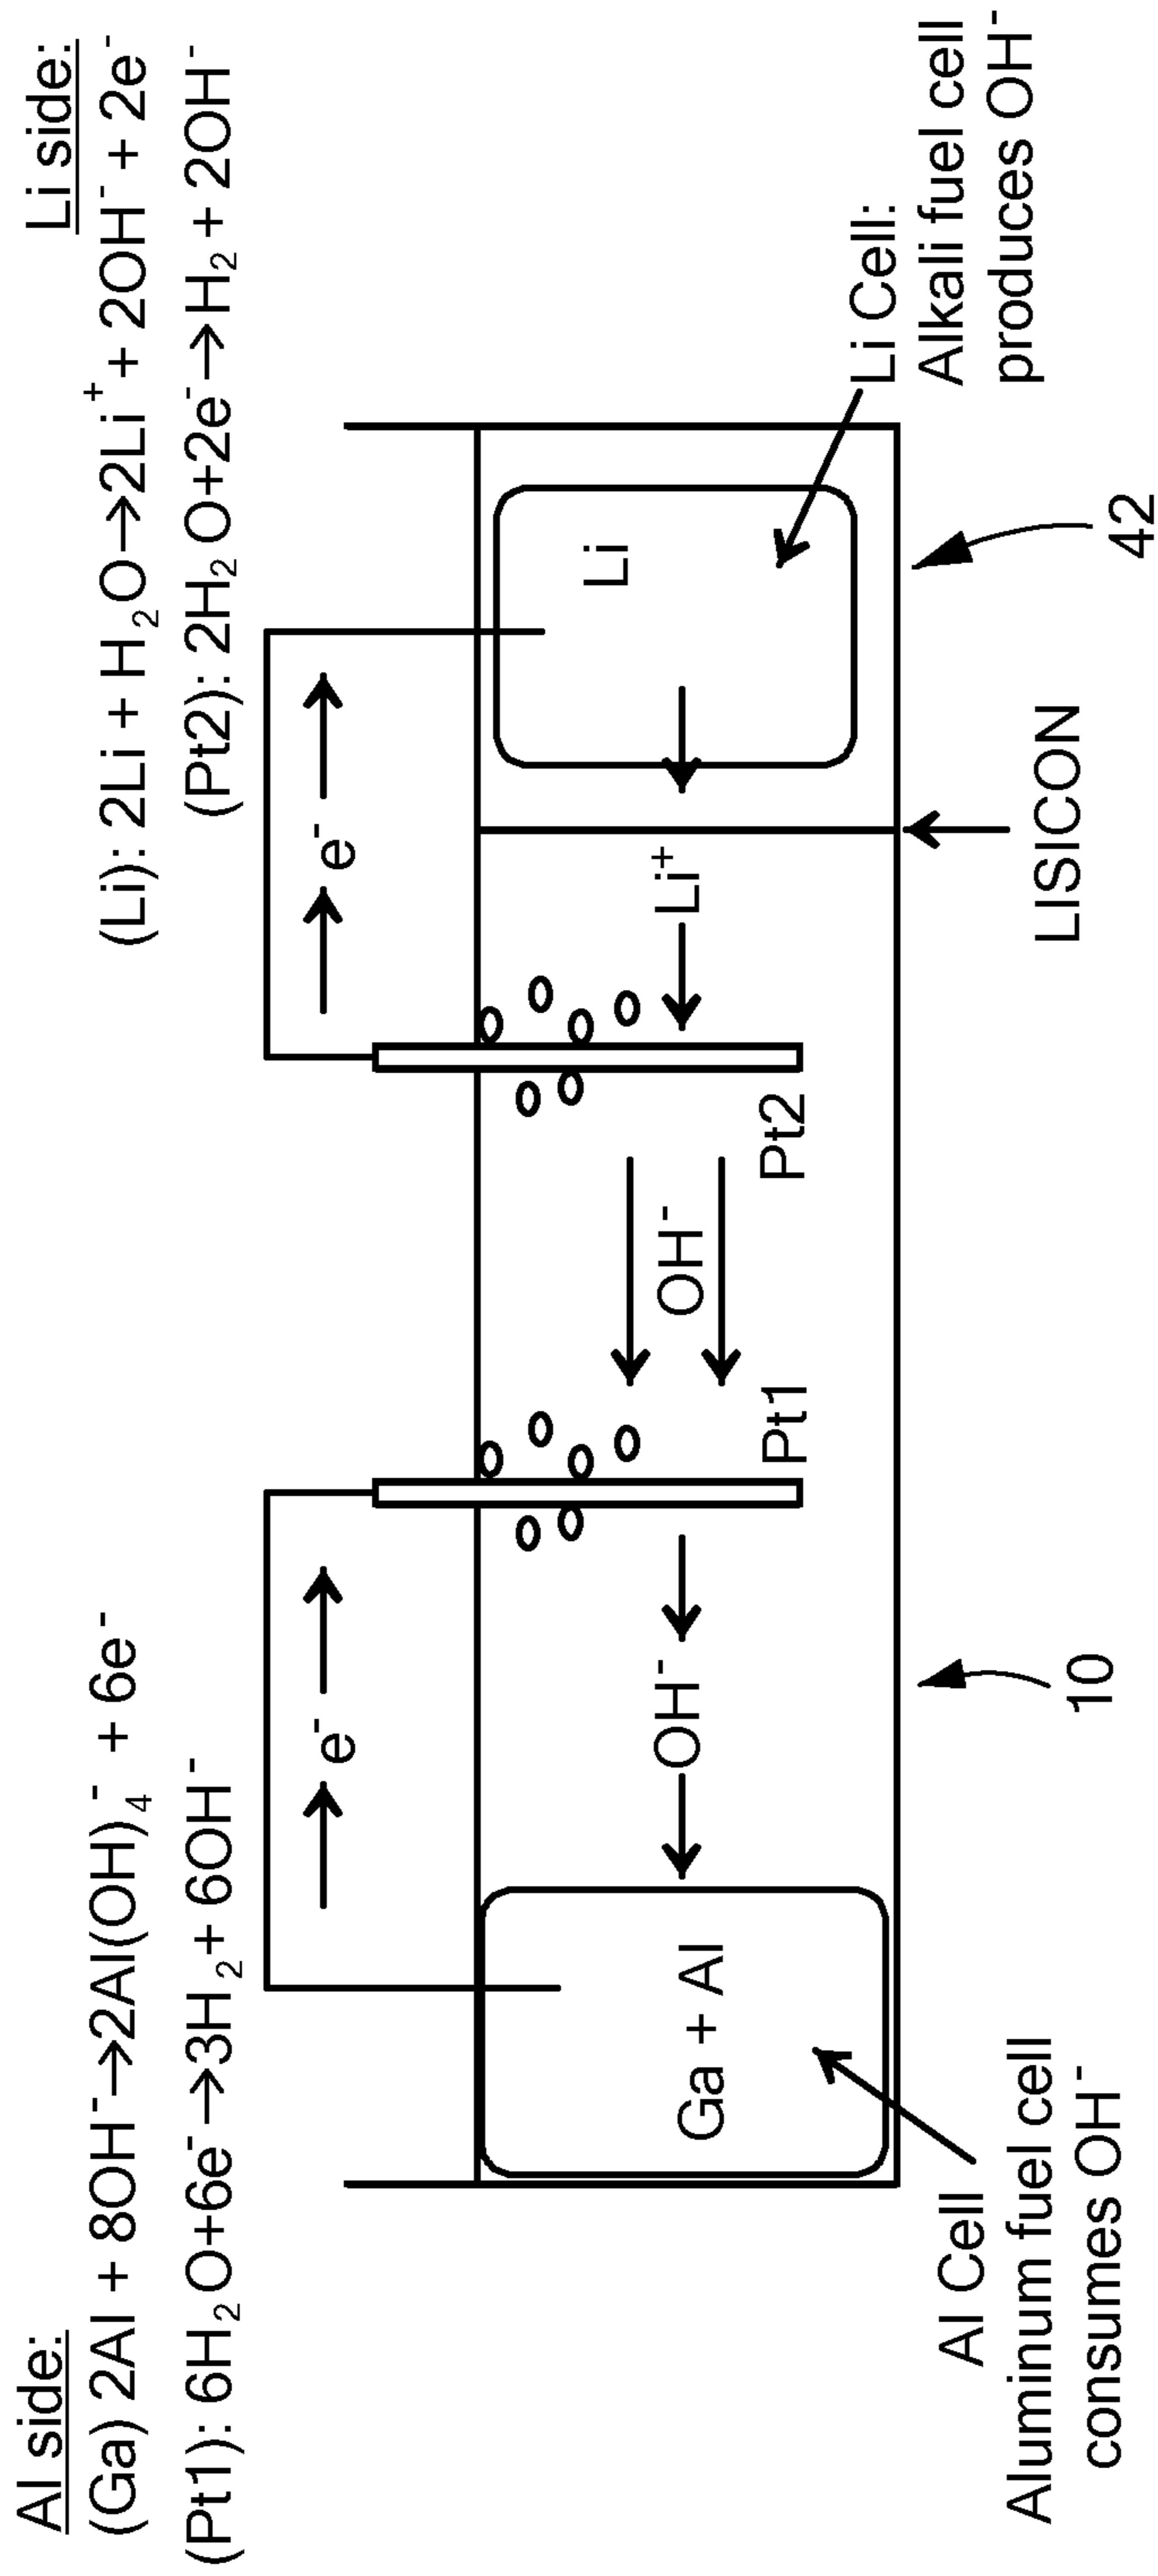 Al side:
(Ga) 2Al + 8OH⁻→2Al(OH)₄⁻ + 6e⁻
(Pt1): 6H₂O+6e⁻→3H₂+ 6OH⁻
Li side:
(Li): 2Li + H₂O→2Li⁺ + 2OH⁻ + 2e⁻
(Pt2): 2H₂O+2e⁻→H₂ + 2OH⁻
e⁻
e⁻
Ga + Al
OH⁻
Pt1
OH⁻
Pt2
Li⁺
Li
Al Cell
Aluminum fuel cell
consumes OH⁻
10
LISICON
42
Li Cell:
Alkali fuel cell
produces OH⁻